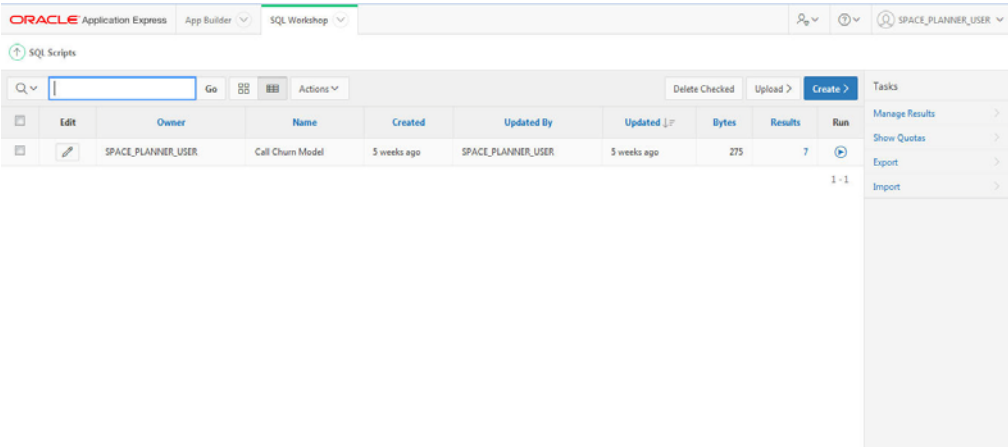 ORACLE Application Express App Builder SQL Workshop SPACE_PLANNER_USER
SQL Scripts
Go Actions Delete Checked Upload > Create >
Edit Owner Name Created Updated By Updated Bytes Results Run
SPACE_PLANNER_USER Call Churn Model 5 weeks ago SPACE_PLANNER_USER 5 weeks ago 275 7
1 - 1
Tasks
Manage Results
Show Quotas
Export
Import